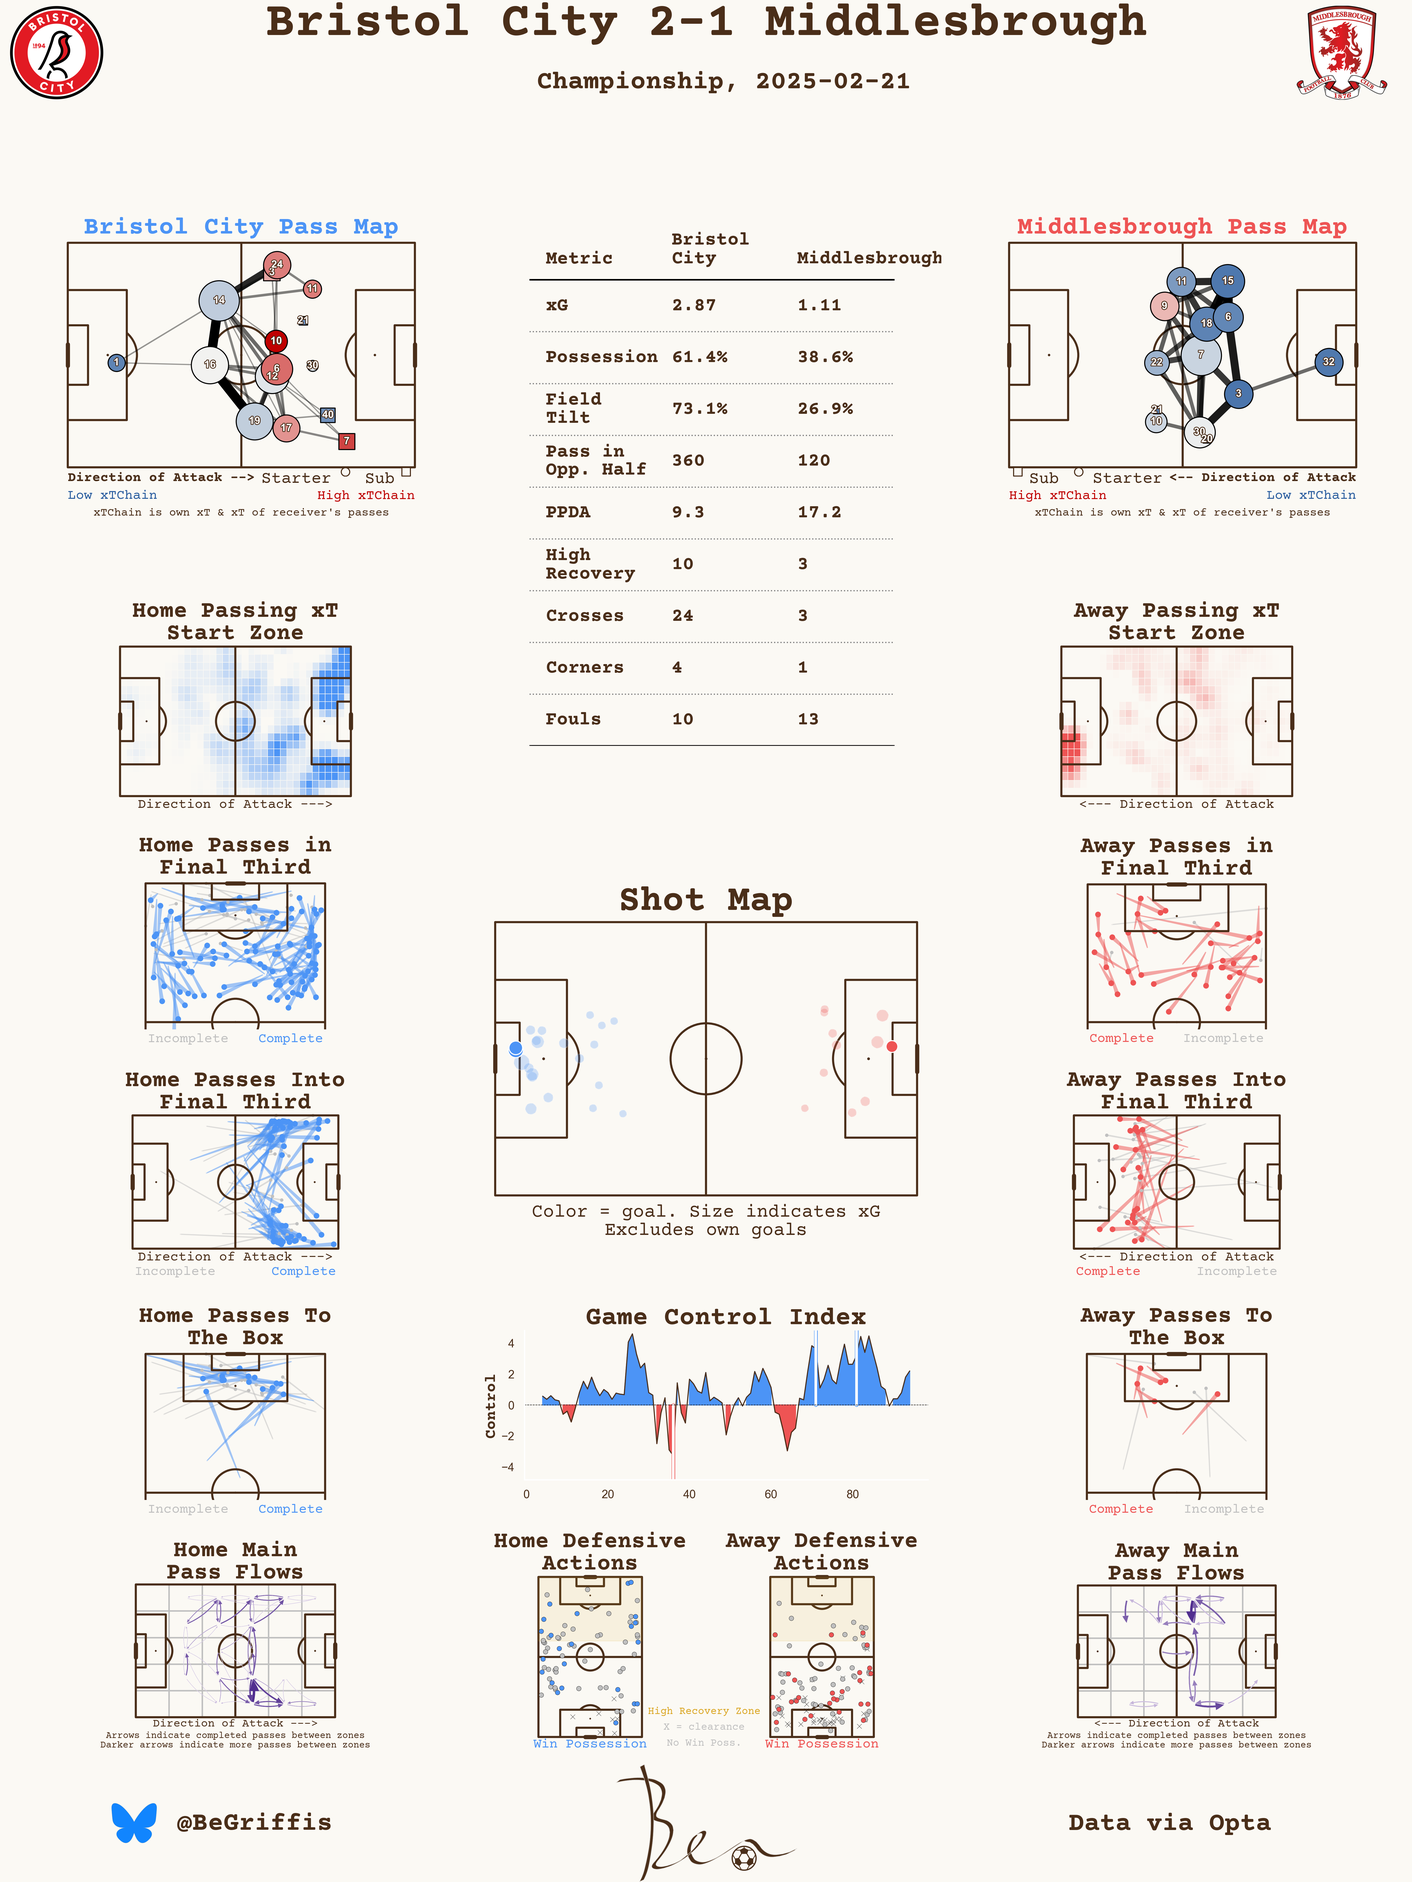 Bristol City 2-1 Middlesbrough
Championship, 2025-02-21
BRISTOL
1894
CITY
MIDDLESBROUGH
FOOTBALL CLUB
1876
Bristol City Pass Map
24
3
11
14
21
10
1
16
6
12
30
19
17
40
7
Direction of Attack --> Starter Sub
Low xTChain High xTChain
xTChain is own xT & xT of receiver's passes
Metric Bristol City Middlesbrough
xG 2.87 1.11
Possession 61.4% 38.6%
Field Tilt 73.1% 26.9%
Pass in Opp. Half 360 120
PPDA 9.3 17.2
High Recovery 10 3
Crosses 24 3
Corners 4 1
Fouls 10 13
Middlesbrough Pass Map
11
15
9
18
6
22
7
32
3
21
10
30
20
Sub Starter <-- Direction of Attack
High xTChain Low xTChain
xTChain is own xT & xT of receiver's passes
Home Passing xT
Start Zone
Direction of Attack --->
Away Passing xT
Start Zone
<--- Direction of Attack
Home Passes in
Final Third
Incomplete Complete
Away Passes in
Final Third
Complete Incomplete
Shot Map
Color = goal. Size indicates xG
Excludes own goals
Home Passes Into
Final Third
Direction of Attack --->
Incomplete Complete
Away Passes Into
Final Third
<--- Direction of Attack
Complete Incomplete
Home Passes To
The Box
Incomplete Complete
Game Control Index
Control
4
2
0
−2
−4
0 20 40 60 80
Away Passes To
The Box
Complete Incomplete
Home Main
Pass Flows
Direction of Attack --->
Arrows indicate completed passes between zones
Darker arrows indicate more passes between zones
Home Defensive
Actions
Win Possession
Away Defensive
Actions
Win Possession
High Recovery Zone
X = clearance
No Win Poss.
Away Main
Pass Flows
<--- Direction of Attack
Arrows indicate completed passes between zones
Darker arrows indicate more passes between zones
@BeGriffis
Ben
Data via Opta